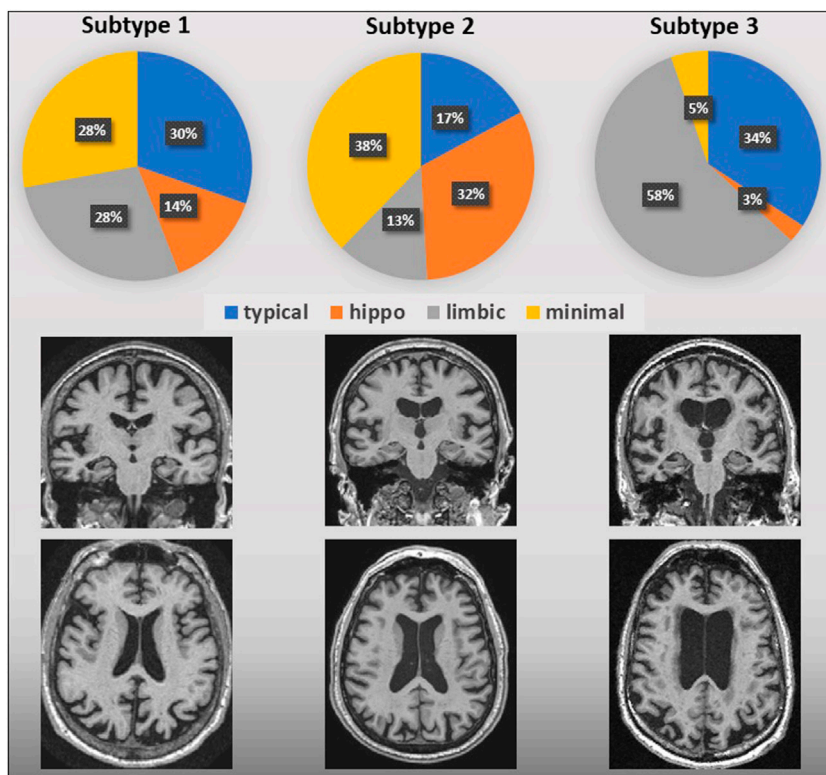 Subtype 1 Subtype 2 Subtype 3
28% 30% 14% 28%
38% 17% 32% 13%
5% 34% 3% 58%
typical hippo limbic minimal